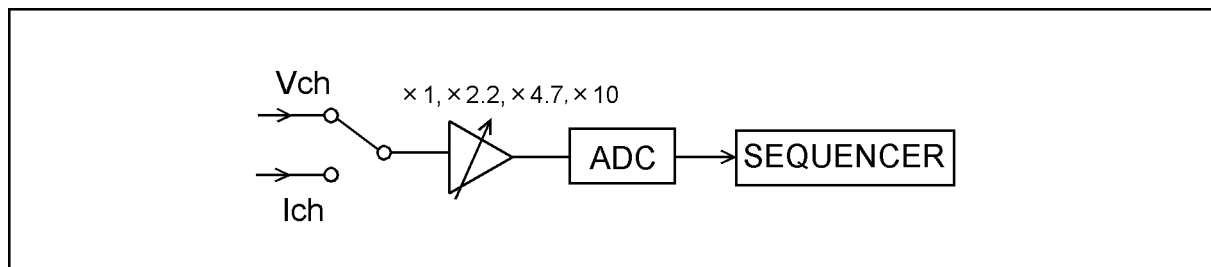 Vch
×1, ×2.2, ×4.7, ×10
ADC
SEQUENCER
Ich